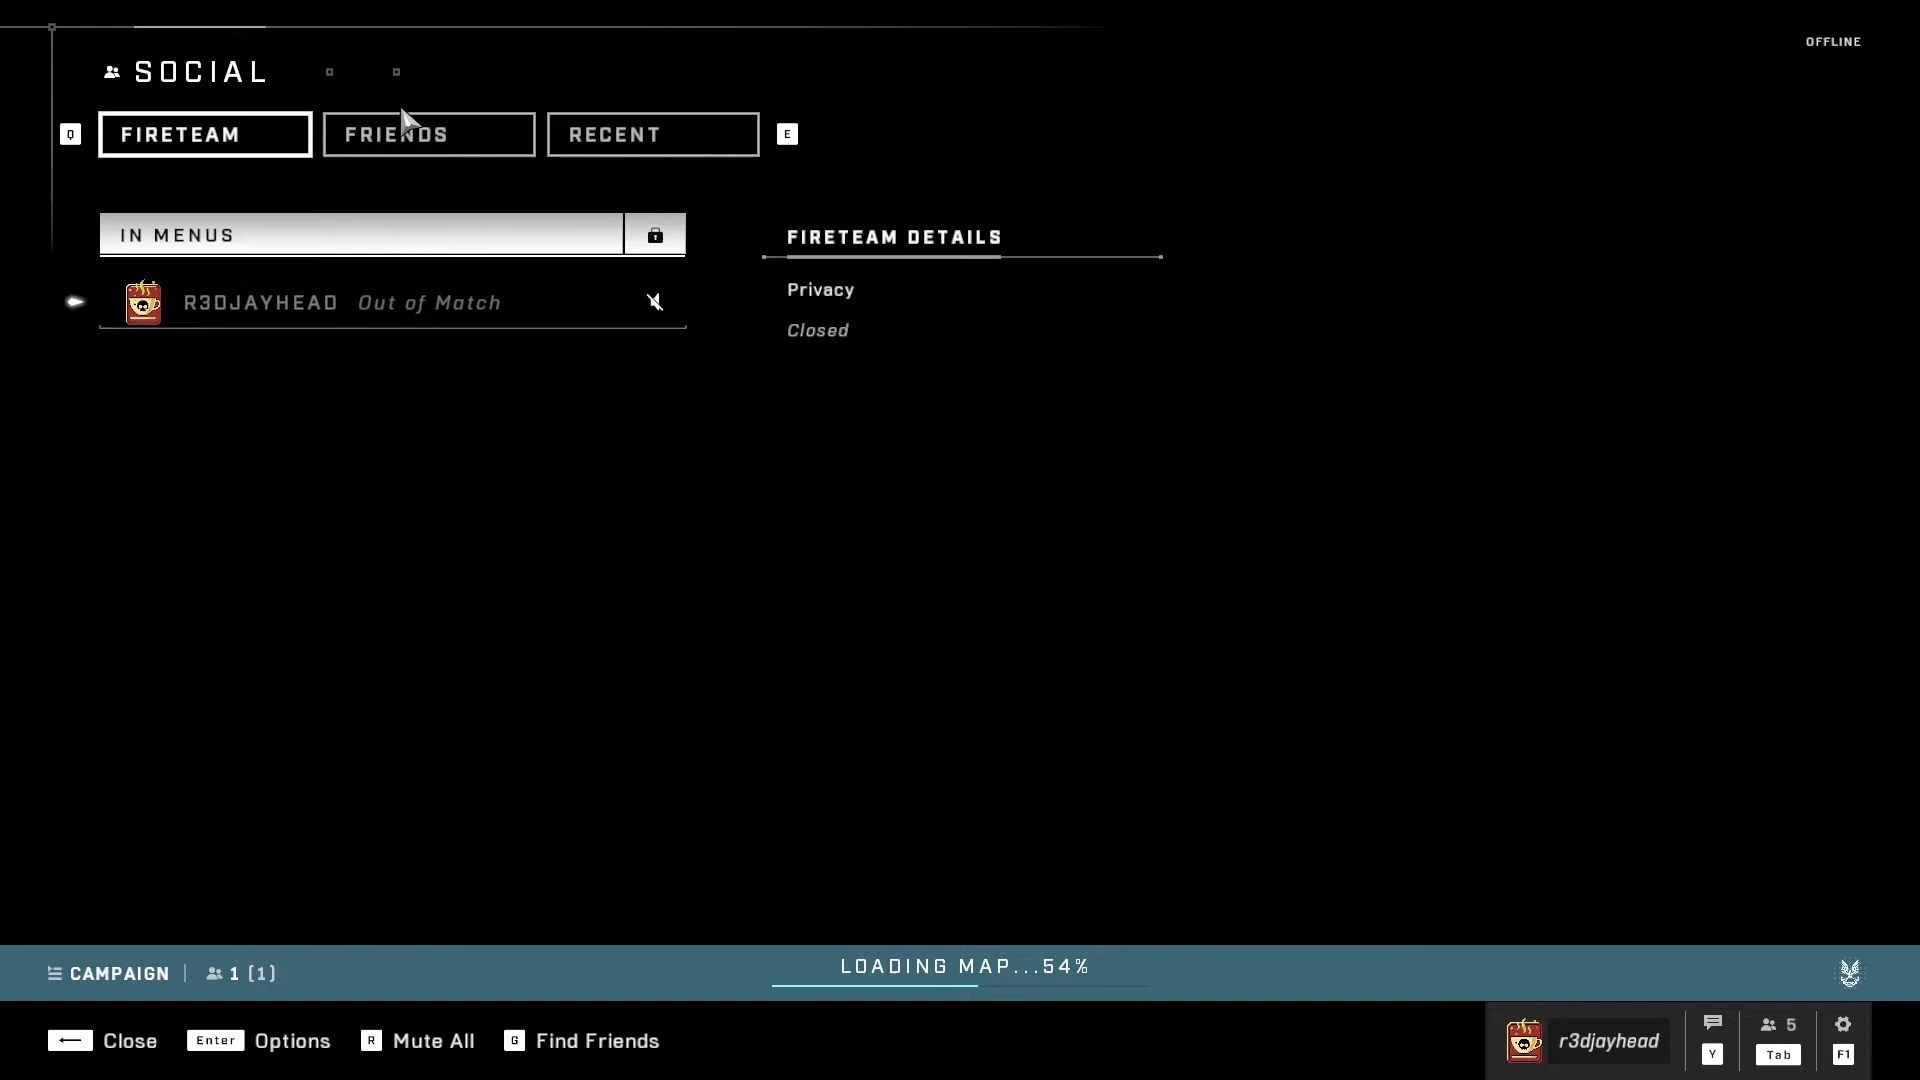 OFFLINE
SOCIAL
Q FIRETEAM FRIENDS RECENT E
IN MENUS
R3DJAYHEAD Out of Match
FIRETEAM DETAILS
Privacy
Closed
CAMPAIGN 1 [1]
LOADING MAP...54%
Close Enter Options R Mute All G Find Friends
r3djayhead
5
Y Tab F1